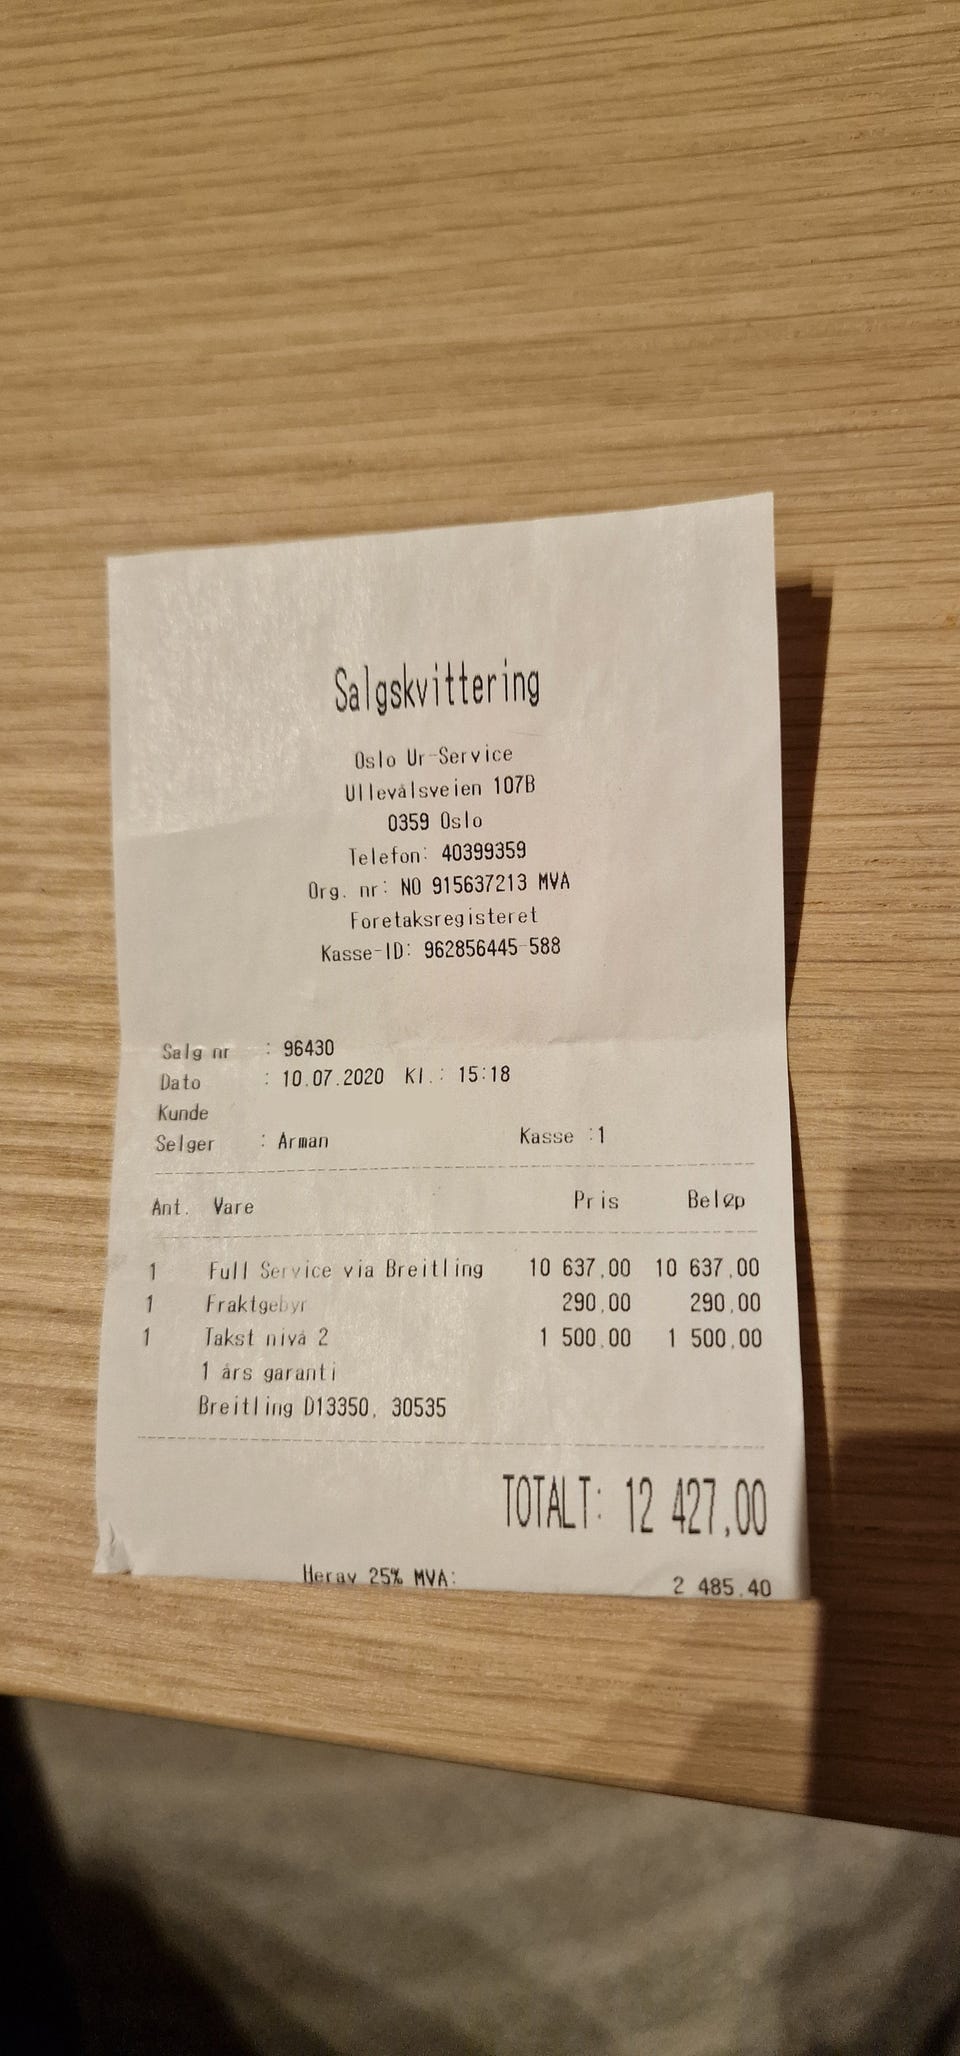 Salgskvittering
Oslo Ur-Service
Ullevålsveien 107B
0359 Oslo
Telefon: 40399359
Org. nr: NO 915637213 MVA
Foretaksregisteret
Kasse-ID: 962856445-588
Salg nr : 96430
Dato : 10.07.2020 Kl.: 15:18
Kunde
Selger : Arman Kasse :1
Ant. Vare Pris Beløp
1 Full Service via Breitling 10 637,00 10 637,00
1 Fraktgebyr 290,00 290,00
1 Takst nivå 2 1 500,00 1 500,00
1 års garanti
Breitling D13350, 30535
TOTALT: 12 427,00
Herav 25% MVA: 2 485,40